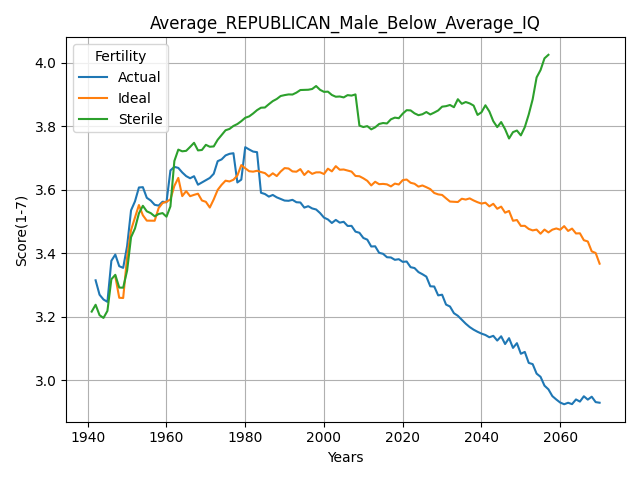 Average_REPUBLICAN_Male_Below_Average_IQ
Fertility
Actual
Ideal
Sterile
Score(1-7)
4.0
3.8
3.6
3.4
3.2
3.0
1940 1960 1980 2000 2020 2040 2060
Years